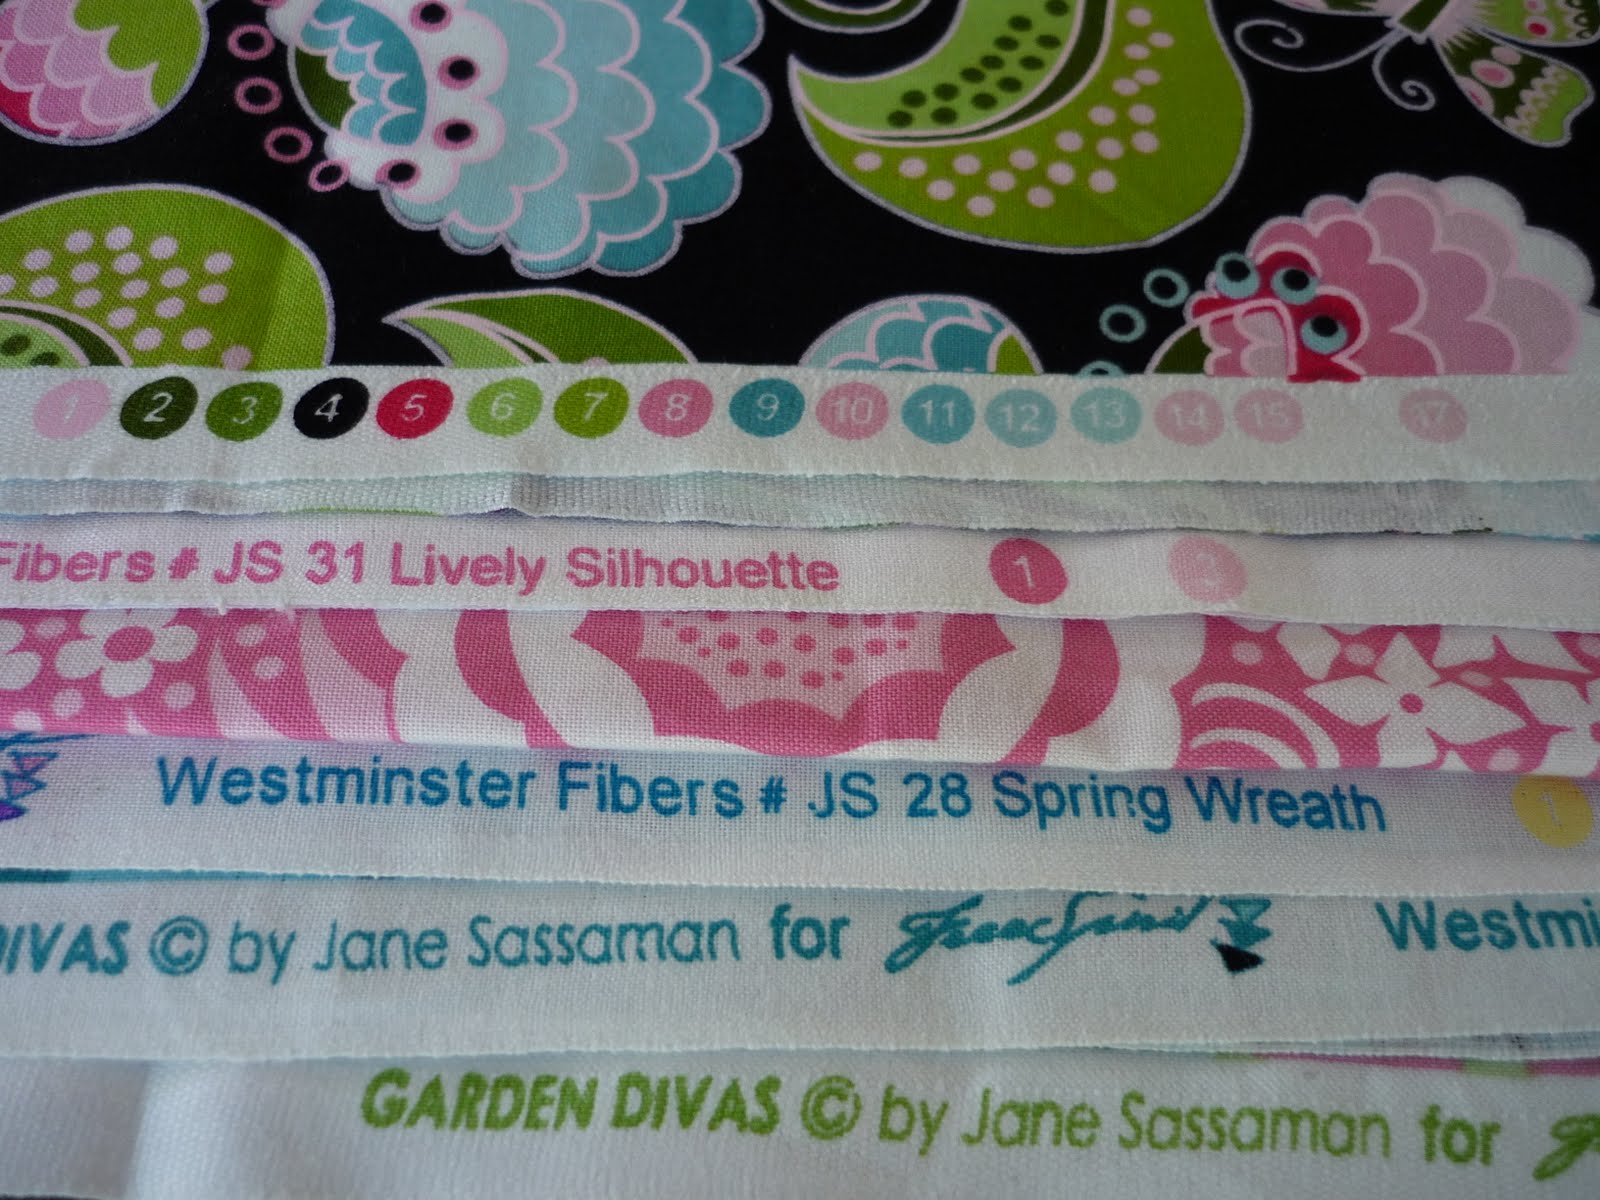 1 2 3 4 5 6 7 8 9 10 11 12 13 14 15 17
Fibers # JS 31 Lively Silhouette 1
Westminster Fibers # JS 28 Spring Wreath 1
DIVAS © by Jane Sassaman for FreeSpirit Westmi
GARDEN DIVAS © by Jane Sassaman for